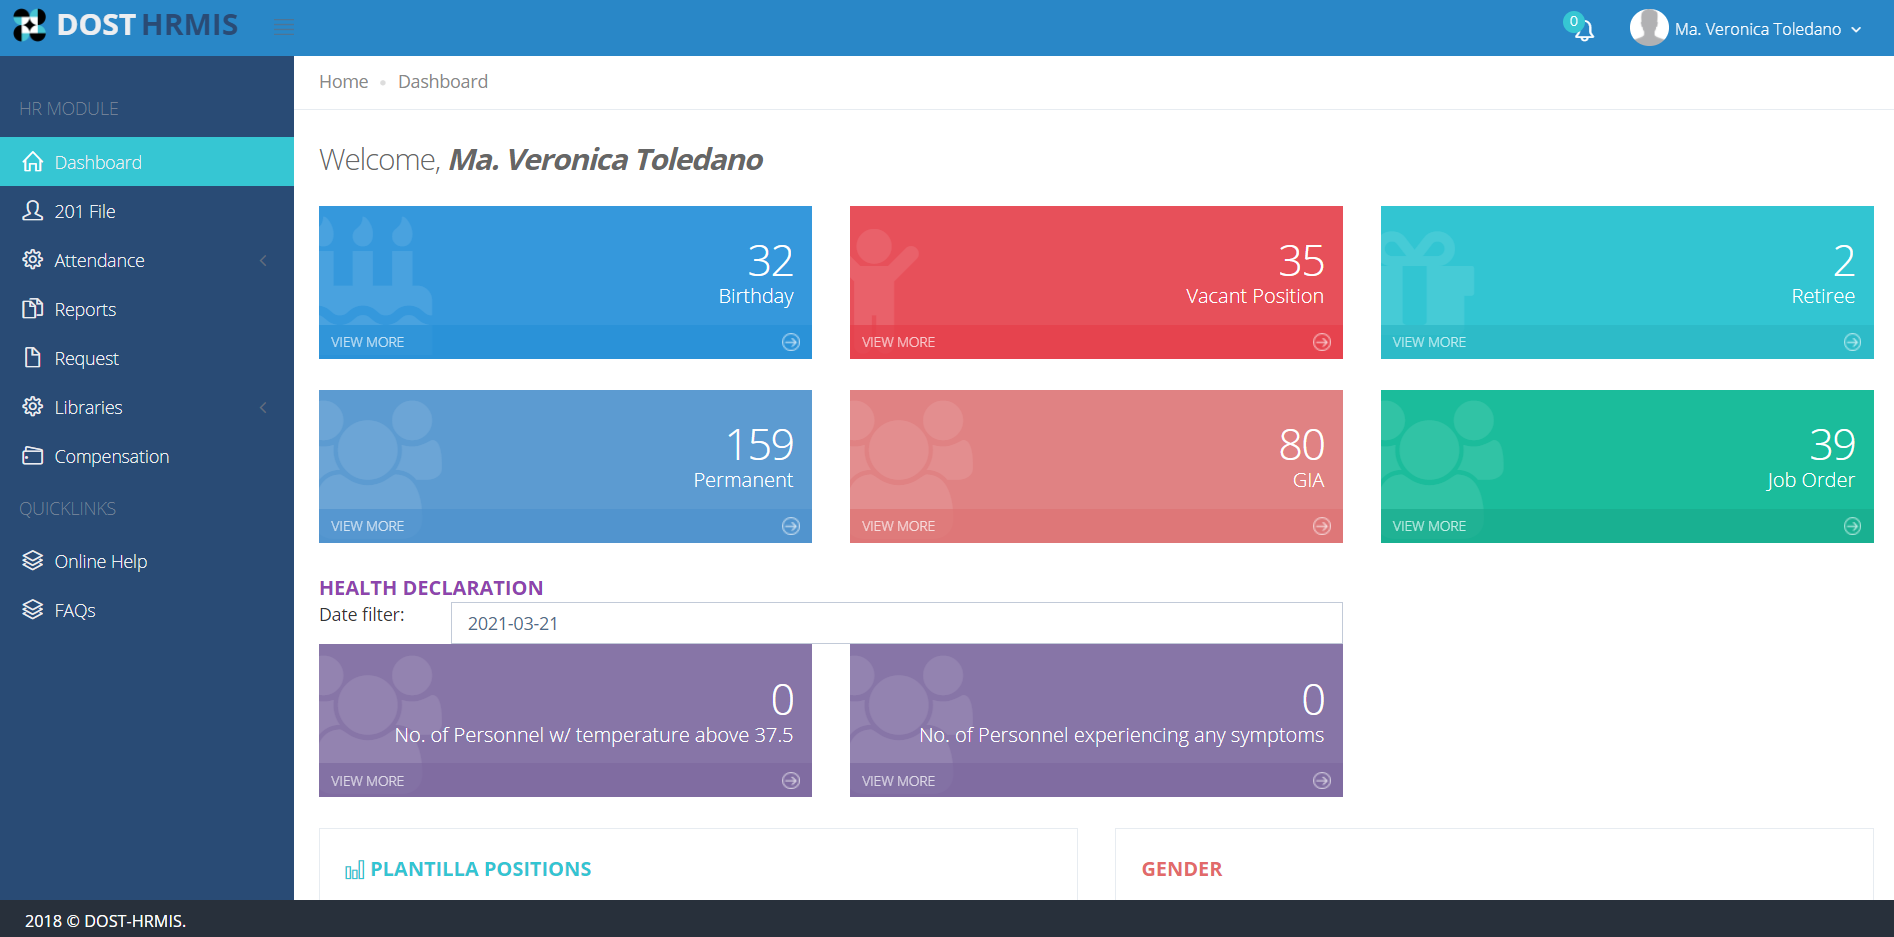 DOST HRMIS
0
Ma. Veronica Toledano
HR MODULE
Dashboard
201 File
Attendance
Reports
Request
Libraries
Compensation
QUICKLINKS
Online Help
FAQs
Home • Dashboard
Welcome, Ma. Veronica Toledano
32
Birthday
VIEW MORE
35
Vacant Position
VIEW MORE
2
Retiree
VIEW MORE
159
Permanent
VIEW MORE
80
GIA
VIEW MORE
39
Job Order
VIEW MORE
HEALTH DECLARATION
Date filter:
2021-03-21
0
No. of Personnel w/ temperature above 37.5
VIEW MORE
0
No. of Personnel experiencing any symptoms
VIEW MORE
PLANTILLA POSITIONS
GENDER
2018 © DOST-HRMIS.